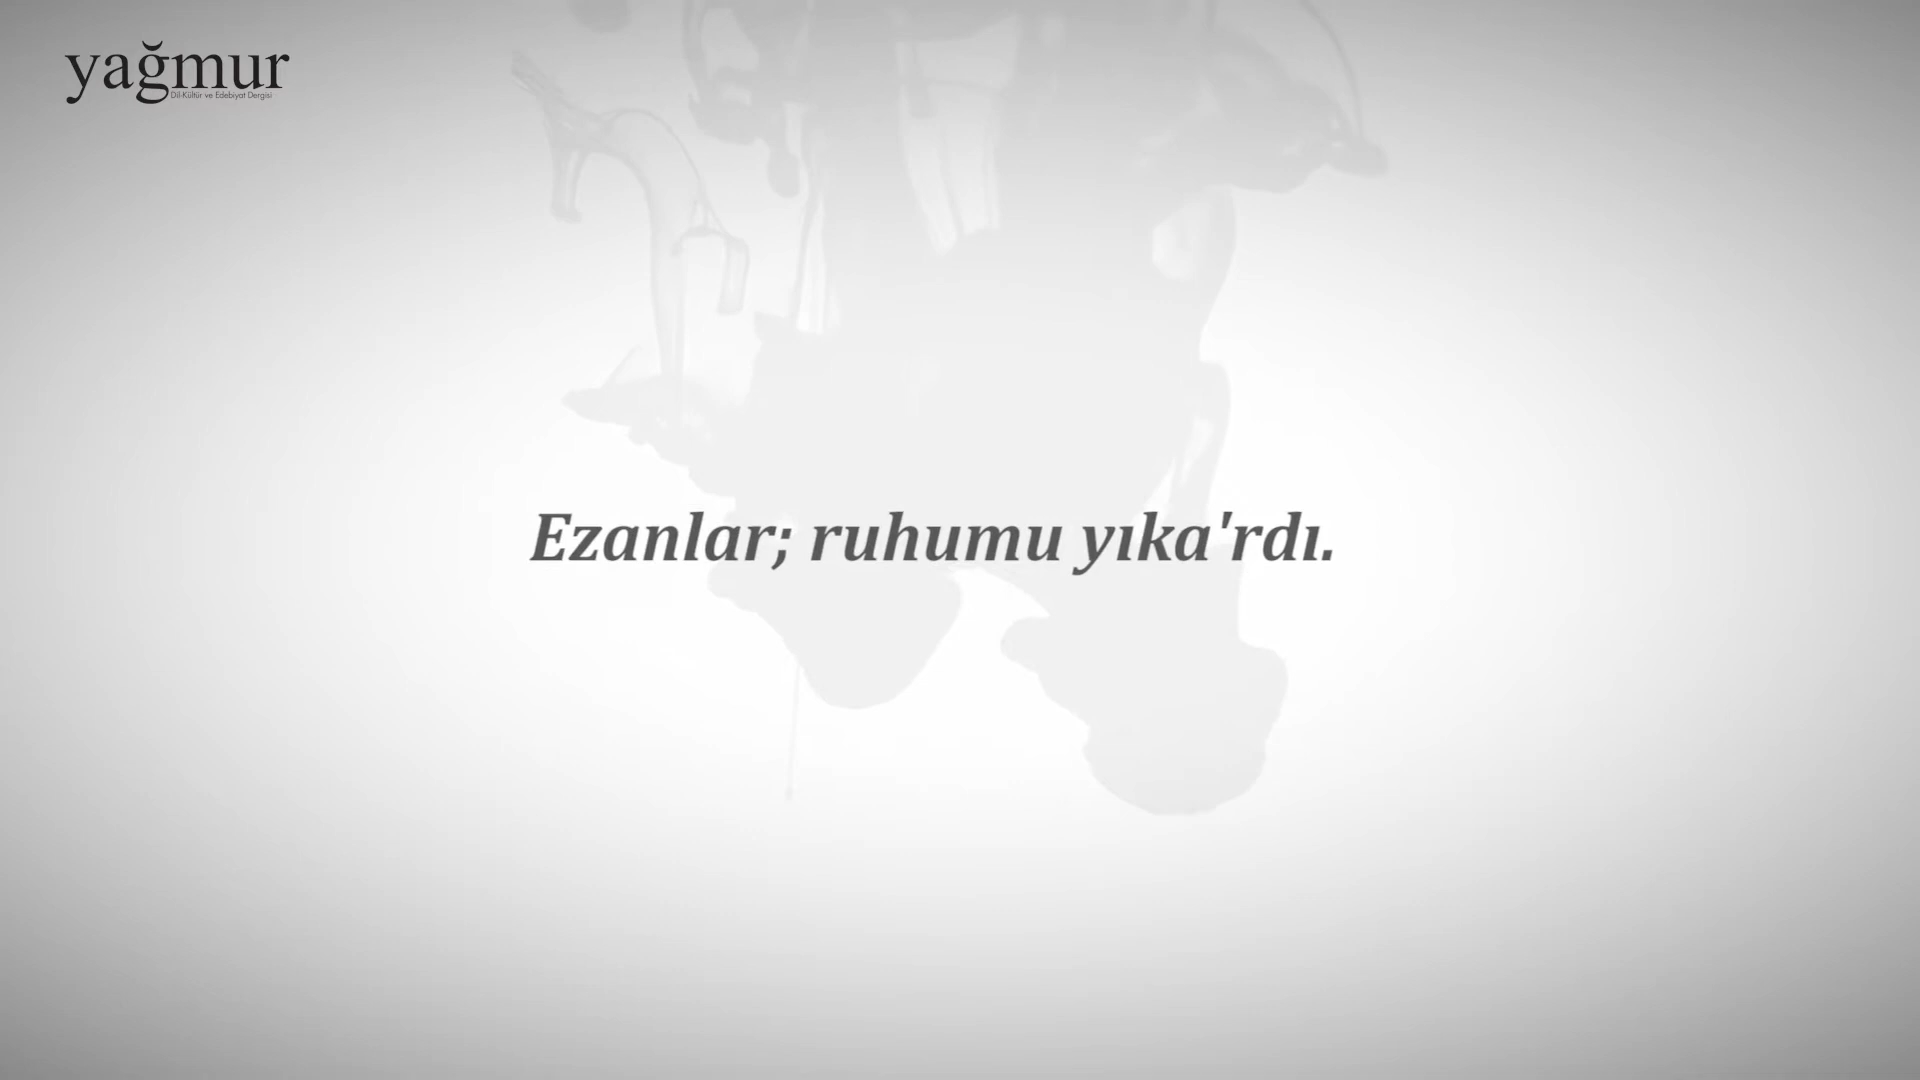 yağmur
Dil-Kültür ve Edebiyat Dergisi
Ezanlar; ruhumu yıka'rdı.